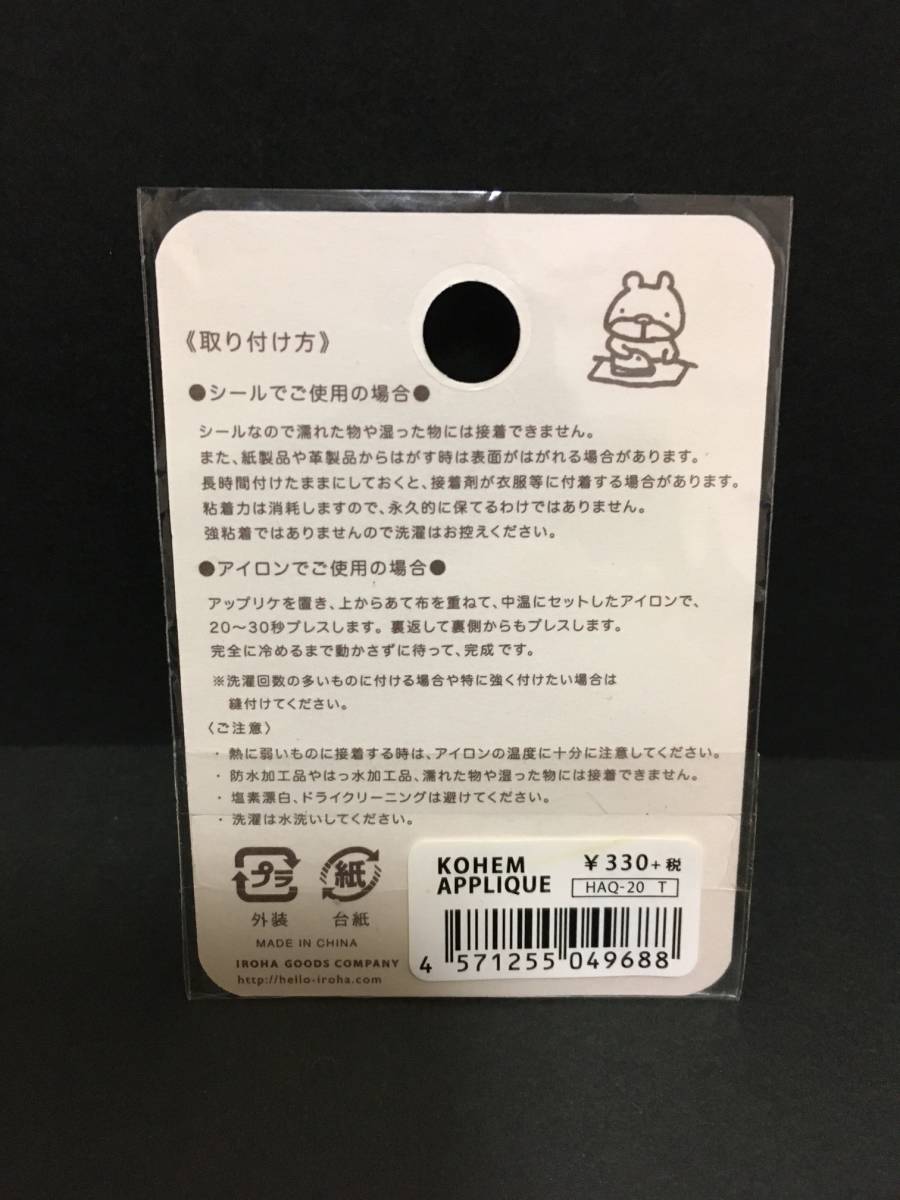 《取り付け方》
●シールでご使用の場合●
シールなので濡れた物や湿った物には接着できません。
また、紙製品や革製品からはがす時は表面がはがれる場合があります。
長時間付けたままにしておくと、接着剤が衣服等に付着する場合があります。
粘着力は消耗しますので、永久的に保てるわけではありません。
強粘着ではありませんので洗濯はお控えください。
●アイロンでご使用の場合●
アップリケを置き、上からあて布を重ねて、中温にセットしたアイロンで、
20〜30秒プレスします。裏返して裏側からもプレスします。
完全に冷めるまで動かさずに待って、完成です。
※洗濯回数の多いものに付ける場合や特に強く付けたい場合は
縫付けてください。
〈ご注意〉
・熱に弱いものに接着する時は、アイロンの温度に十分に注意してください。
・防水加工品やはっ水加工品、濡れた物や湿った物には接着できません。
・塩素漂白、ドライクリーニングは避けてください。
・洗濯は水洗いしてください。
プラ 紙
外装 台紙
MADE IN CHINA
IROHA GOODS COMPANY
http://hello-iroha.com
KOHEM ¥330+税
APPLIQUE HAQ-20 T
4 571255 049688